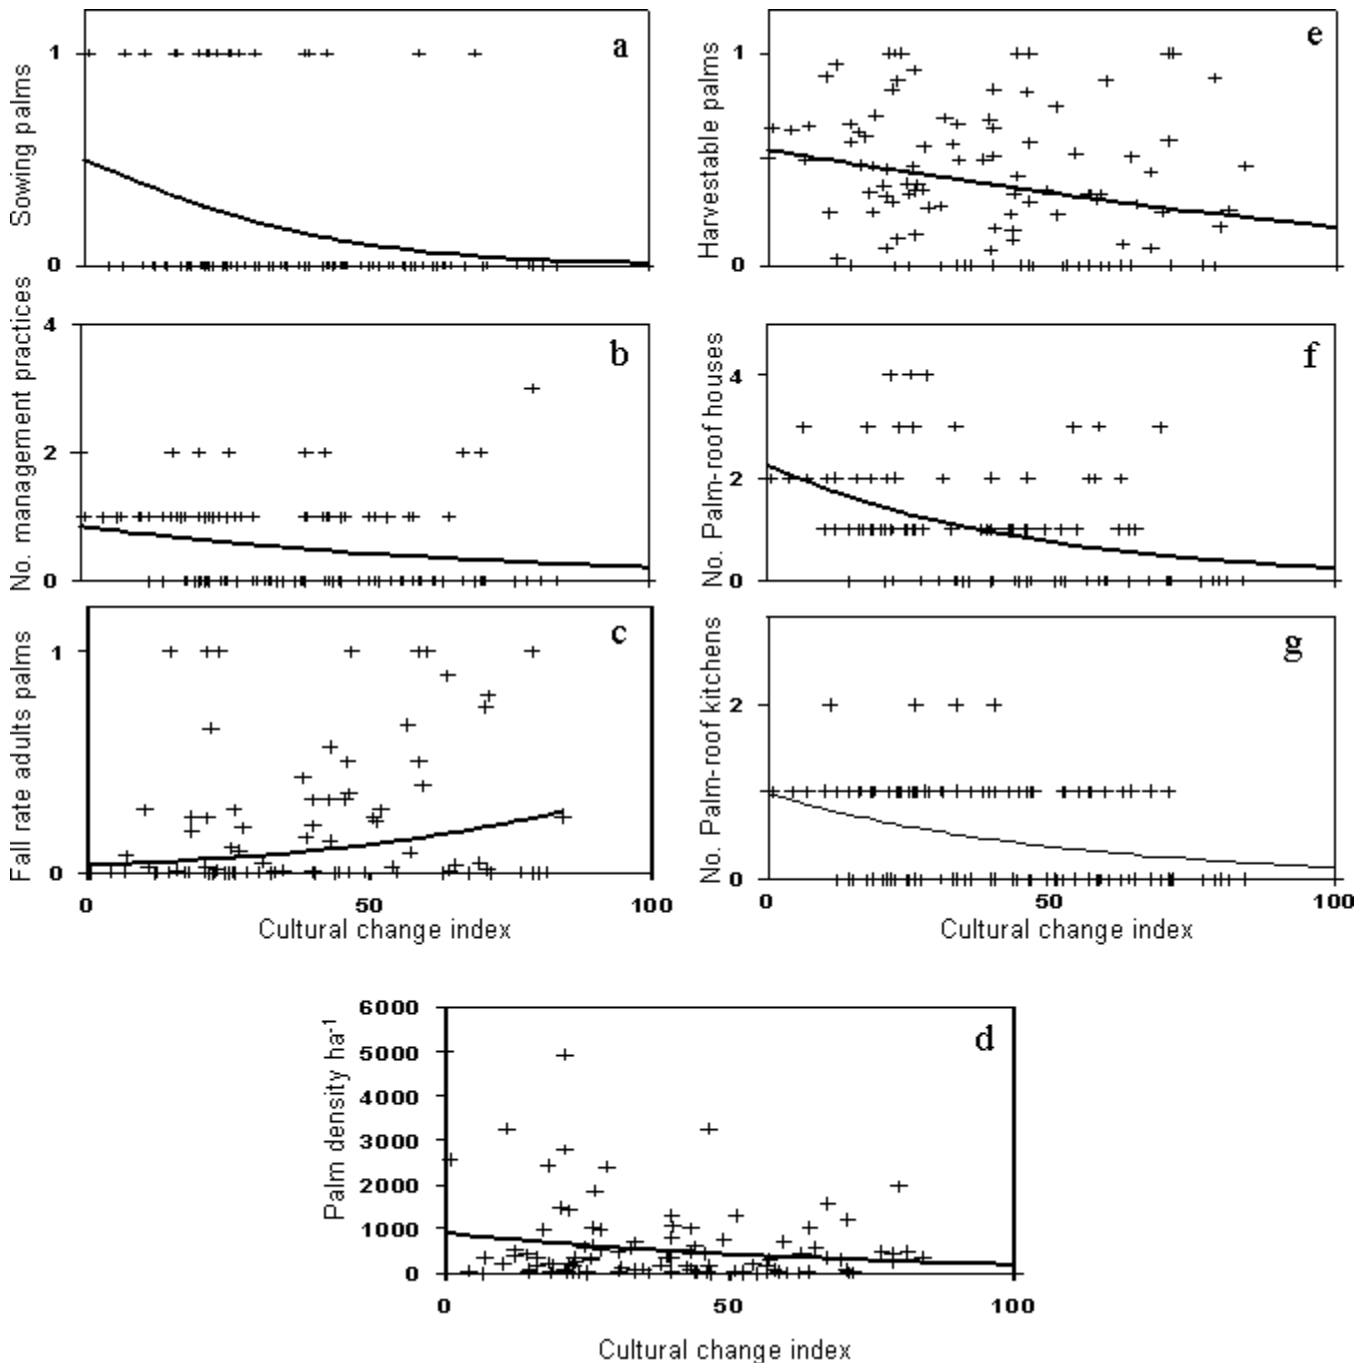 a
Sowing palms
1
0
e
Harvestable palms
1
0
b
No. management practices
4
2
0
f
No. Palm-roof houses
4
2
0
c
Fall rate adults palms
1
0
0 50 100
Cultural change index
g
No. Palm-roof kitchens
2
0
0 50 100
Cultural change index
d
Palm density ha⁻¹
6000
5000
4000
3000
2000
1000
0
0 50 100
Cultural change index